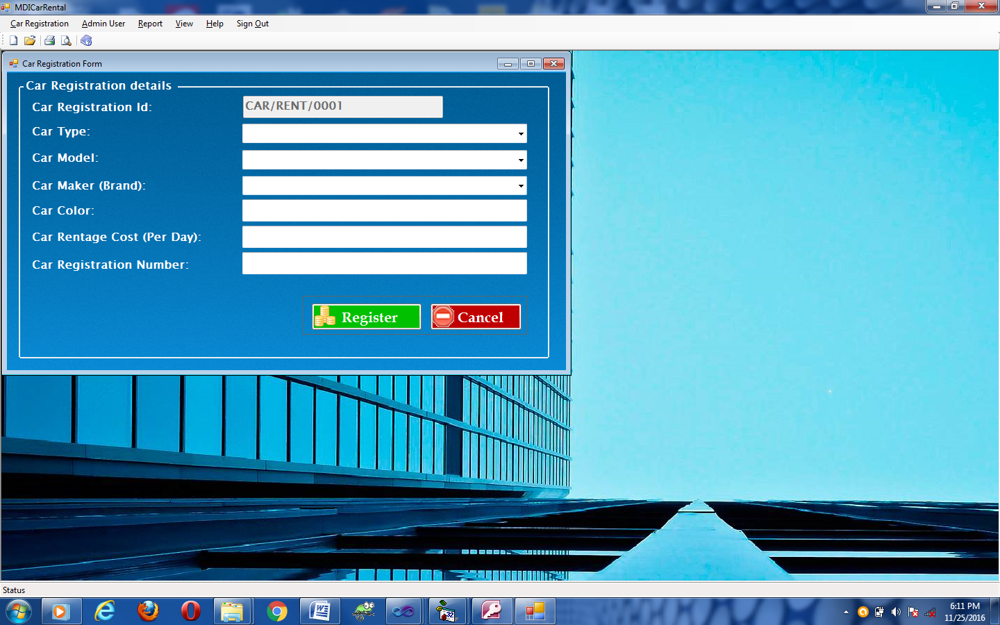 MDICarRental
Car Registration Admin User Report View Help Sign Out
Car Registration Form
Car Registration details
Car Registration Id: CAR/RENT/0001
Car Type:
Car Model:
Car Maker (Brand):
Car Color:
Car Rentage Cost (Per Day):
Car Registration Number:
Register Cancel
Status
32
6:11 PM
11/25/2016